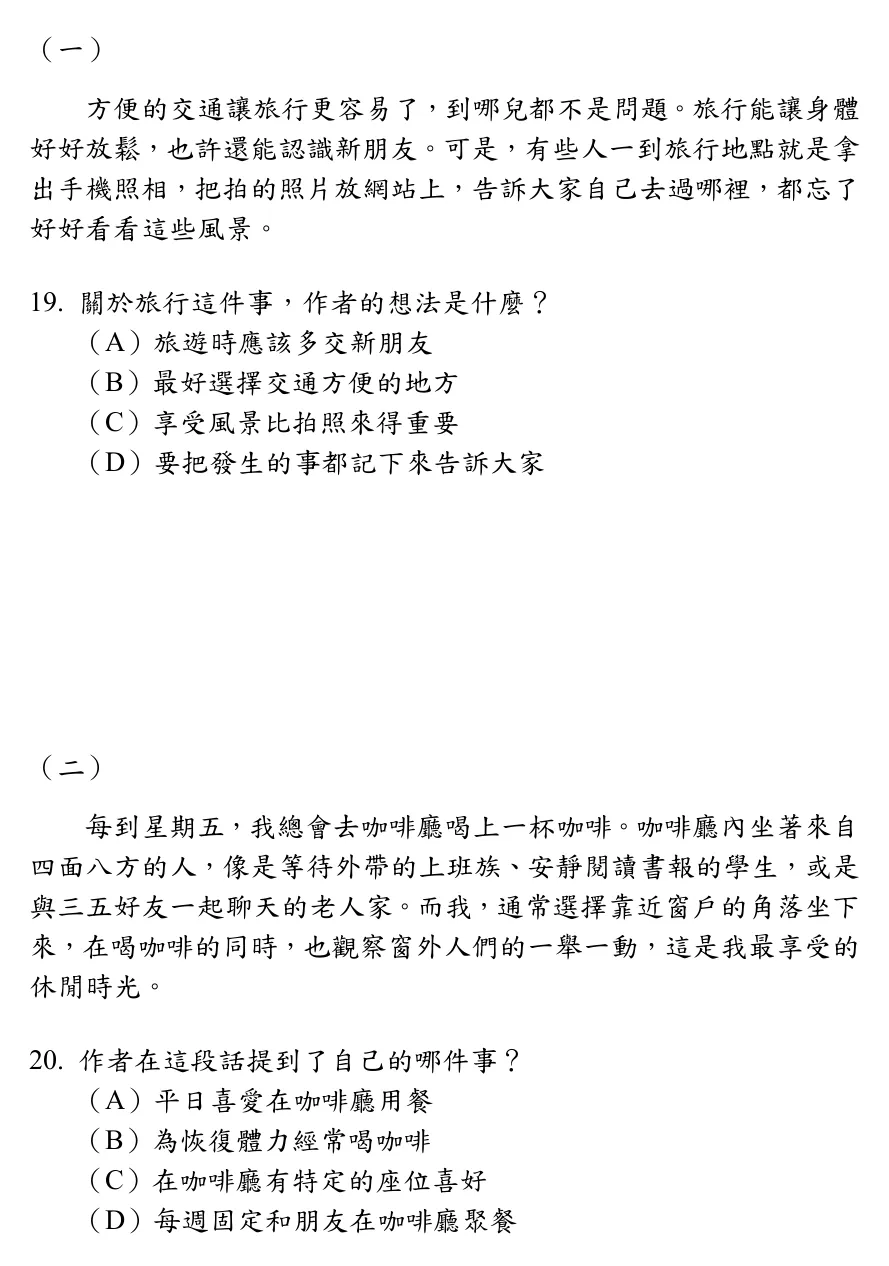 （一）
方便的交通讓旅行更容易了，到哪兒都不是問題。旅行能讓身體
好好放鬆，也許還能認識新朋友。可是，有些人一到旅行地點就是拿
出手機照相，把拍的照片放網站上，告訴大家自己去過哪裡，都忘了
好好看看這些風景。
19. 關於旅行這件事，作者的想法是什麼？
（A）旅遊時應該多交新朋友
（B）最好選擇交通方便的地方
（C）享受風景比拍照來得重要
（D）要把發生的事都記下來告訴大家
（二）
每到星期五，我總會去咖啡廳喝上一杯咖啡。咖啡廳內坐著來自
四面八方的人，像是等待外帶的上班族、安靜閱讀書報的學生，或是
與三五好友一起聊天的老人家。而我，通常選擇靠近窗戶的角落坐下
來，在喝咖啡的同時，也觀察窗外人們的一舉一動，這是我最享受的
休閒時光。
20. 作者在這段話提到了自己的哪件事？
（A）平日喜愛在咖啡廳用餐
（B）為恢復體力經常喝咖啡
（C）在咖啡廳有特定的座位喜好
（D）每週固定和朋友在咖啡廳聚餐